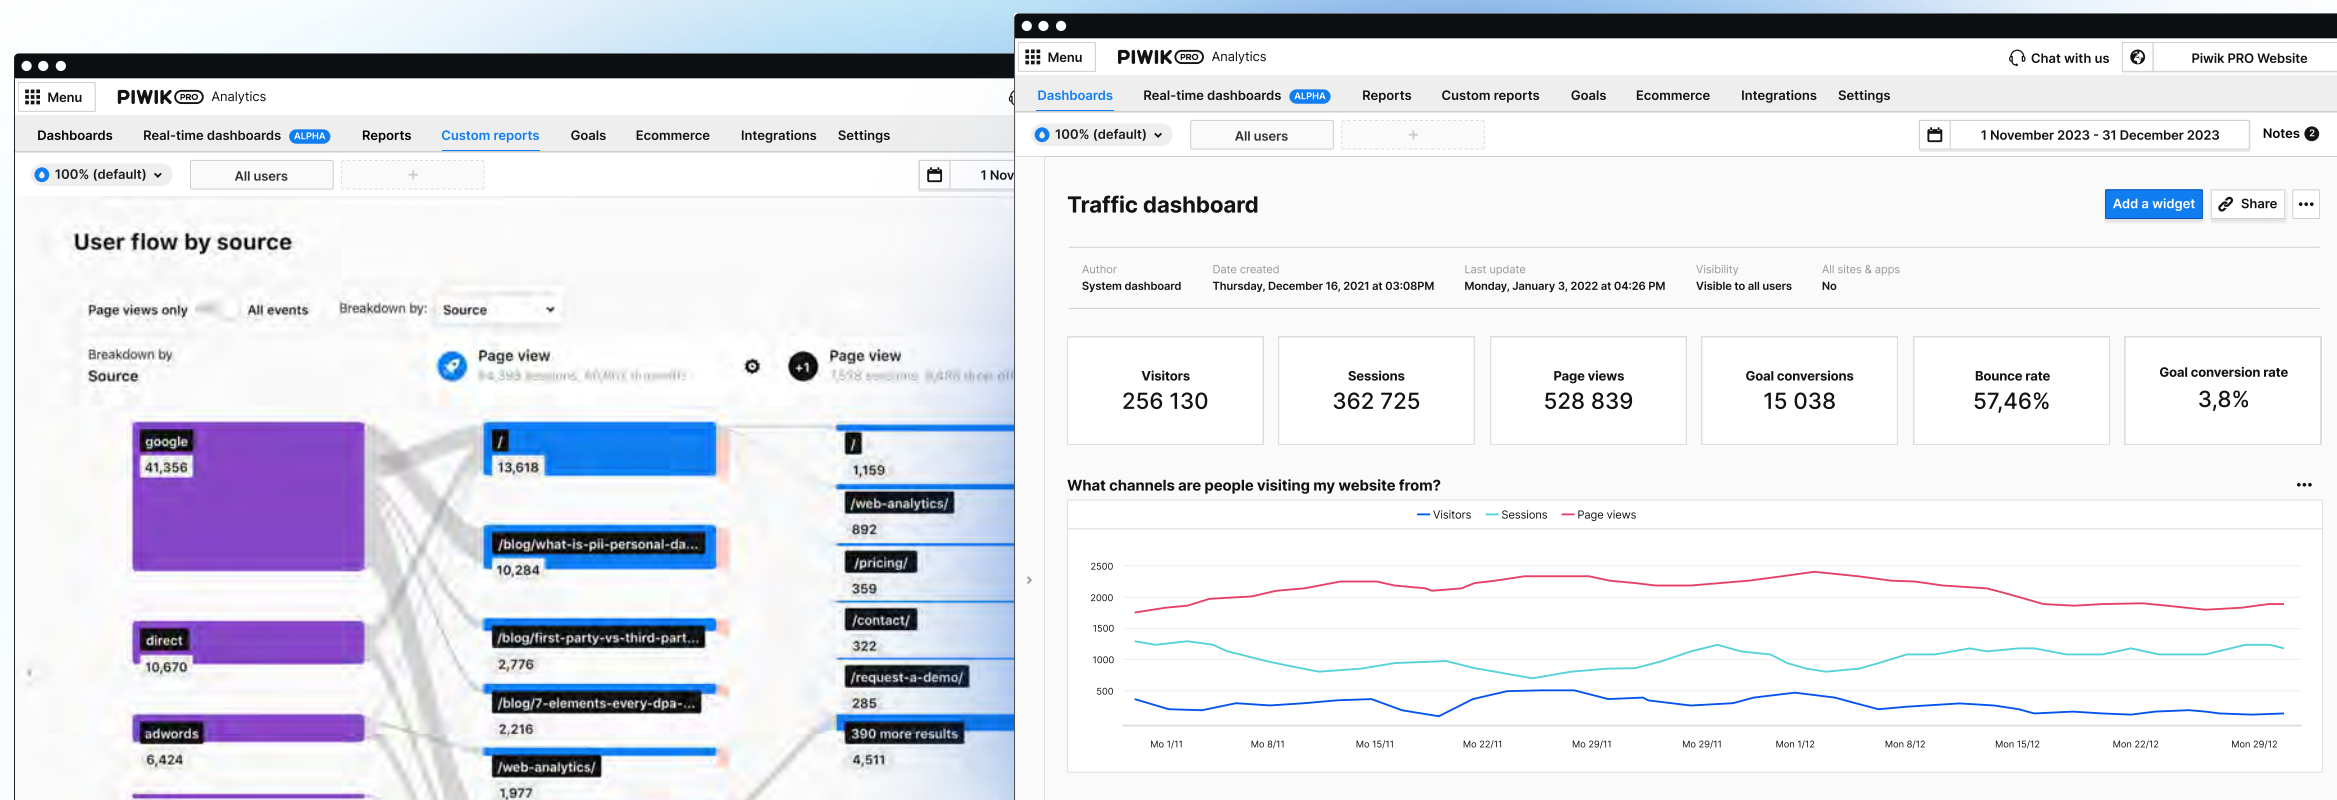 Menu
PIWIK PRO Analytics
Dashboards
Real-time dashboards ALPHA
Reports
Custom reports
Goals
Ecommerce
Integrations
Settings
100% (default)
All users
+
1 Nov
User flow by source
Page views only
All events
Breakdown by:
Source
Breakdown by
Source
Page view
+1
Page view
google
41,356
direct
10,670
adwords
6,424
/
13,618
/blog/what-is-pii-personal-da...
10,284
/blog/first-party-vs-third-part...
2,776
/blog/7-elements-every-dpa-...
2,216
/web-analytics/
1,977
/
1,159
/web-analytics/
892
/pricing/
359
/contact/
322
/request-a-demo/
285
390 more results
4,511
Menu
PIWIK PRO Analytics
Chat with us
Piwik PRO Website
Dashboards
Real-time dashboards ALPHA
Reports
Custom reports
Goals
Ecommerce
Integrations
Settings
100% (default)
All users
+
1 November 2023 - 31 December 2023
Notes 2
Traffic dashboard
Add a widget
Share
Author
System dashboard
Date created
Thursday, December 16, 2021 at 03:08PM
Last update
Monday, January 3, 2022 at 04:26 PM
Visibility
Visible to all users
All sites & apps
No
Visitors
256 130
Sessions
362 725
Page views
528 839
Goal conversions
15 038
Bounce rate
57,46%
Goal conversion rate
3,8%
What channels are people visiting my website from?
Visitors
Sessions
Page views
2500
2000
1500
1000
500
Mo 1/11
Mo 8/11
Mo 15/11
Mo 22/11
Mo 29/11
Mo 29/11
Mon 1/12
Mon 8/12
Mon 15/12
Mon 22/12
Mon 29/12